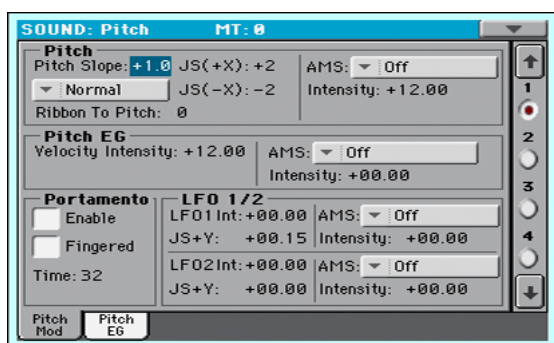 SOUND: Pitch MT: 0
Pitch
Pitch Slope: +1.0 JS(+X): +2 AMS: Off
Normal JS(-X): -2 Intensity: +12.00
Ribbon To Pitch: 0
1
Pitch EG
Velocity Intensity: +12.00 AMS: Off
Intensity: +00.00
2
3
Portamento LFO 1/2
Enable LFO1 Int: +00.00 AMS: Off
Fingered JS+Y: +00.15 Intensity: +00.00
4
LFO2 Int: +00.00 AMS: Off
Time: 32 JS+Y: +00.00 Intensity: +00.00
Pitch Mod
Pitch EG